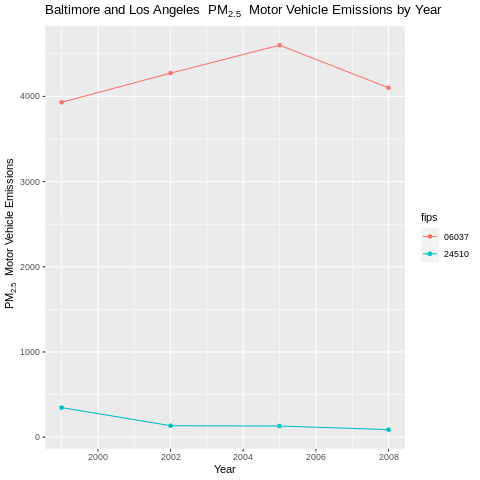 Baltimore and Los Angeles PM2.5 Motor Vehicle Emissions by Year
PM2.5 Motor Vehicle Emissions
4000
3000
2000
1000
0
2000 2002 2004 2006 2008
Year
fips
06037
24510